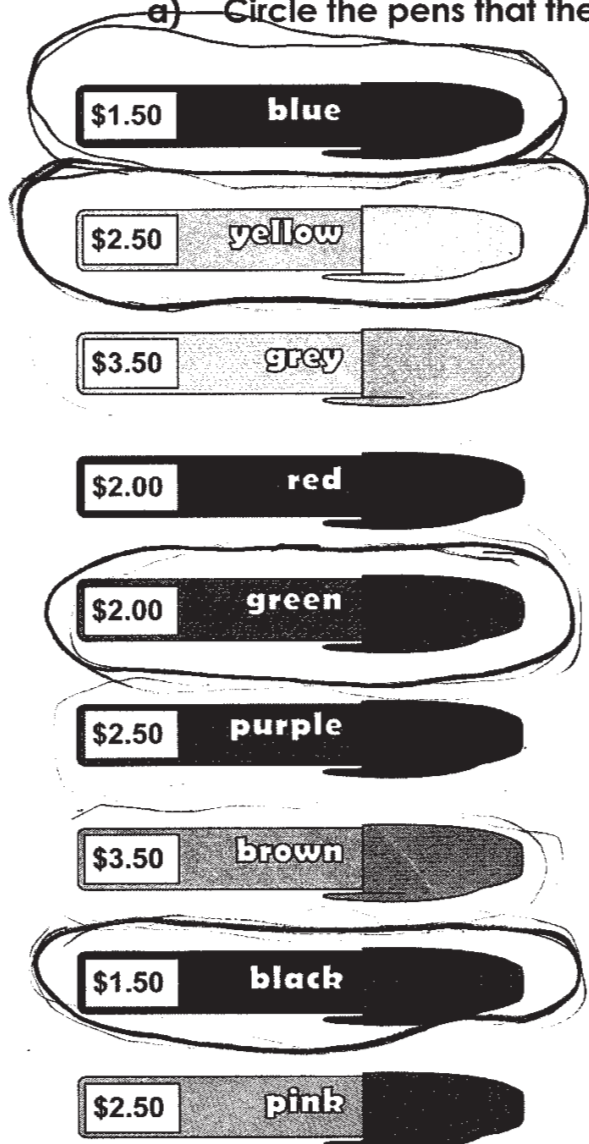 a) Circle the pens that the
$1.50 blue
$2.50 yellow
$3.50 grey
$2.00 red
$2.00 green
$2.50 purple
$3.50 brown
$1.50 black
$2.50 pink